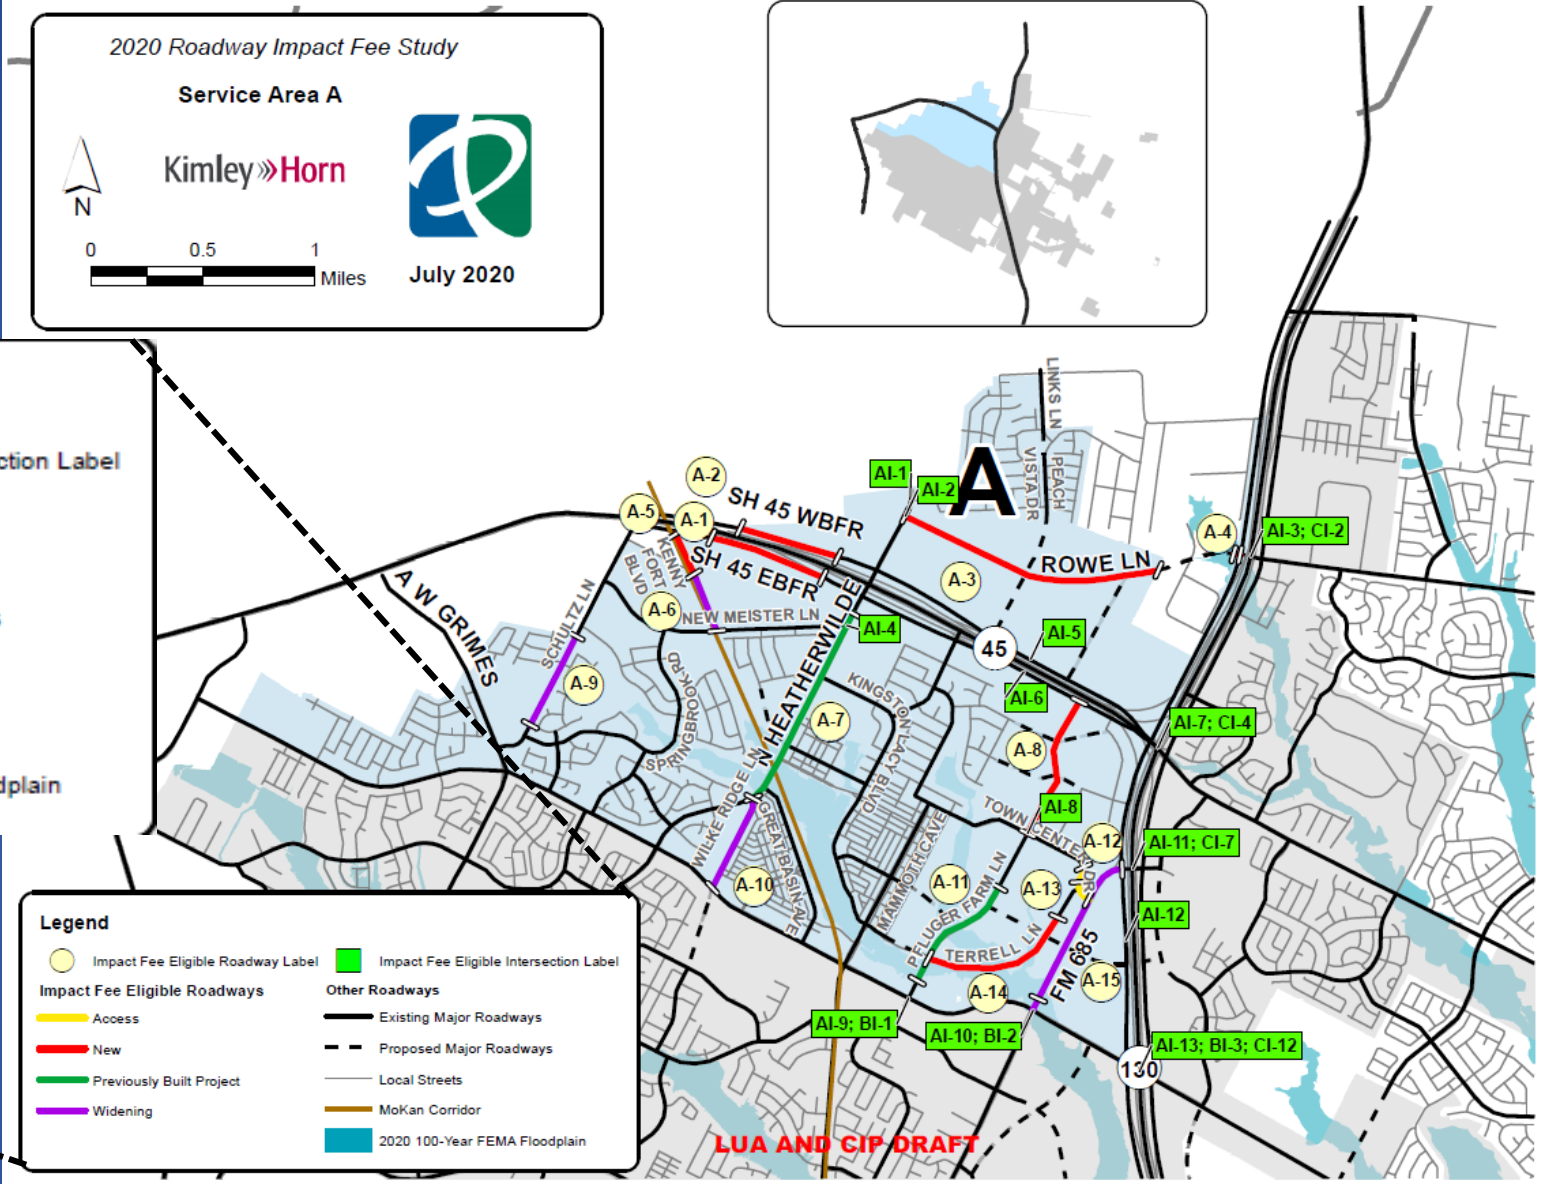 2020 Roadway Impact Fee Study
Service Area A
Kimley»Horn
N
0 0.5 1
Miles
July 2020
ction Label
dplain
LINKS LN
PEACH
VISTA DR
A
AI-1
AI-2
A-2
SH 45 WBFR
A-5
A-1
A-4
AI-3; CI-2
KENNY
FORT
BLVD
SH 45 EBFR
ROWE LN
A-3
A W GRIMES
SCHULTZ LN
A-6
NEW MEISTER LN
N HEATHERWILDE
AI-4
AI-5
45
A-9
SPRINGBROOK RD
KINGSTON LACY BLVD
AI-6
A-7
AI-7; CI-4
A-8
WILKE RIDGE LN
AI-8
TOWN CENTER DR
GREAT BASIN AVE
MAMMOTH CAVE
A-12
AI-11; CI-7
A-10
A-11
A-13
PFLUGER FARM LN
AI-12
TERRELL LN
FM 685
A-14
A-15
AI-9; BI-1
AI-10; BI-2
AI-13; BI-3; CI-12
130
LUA AND CIP DRAFT
Legend
Impact Fee Eligible Roadway Label
Impact Fee Eligible Intersection Label
Impact Fee Eligible Roadways
Access
New
Previously Built Project
Widening
Other Roadways
Existing Major Roadways
Proposed Major Roadways
Local Streets
MoKan Corridor
2020 100-Year FEMA Floodplain